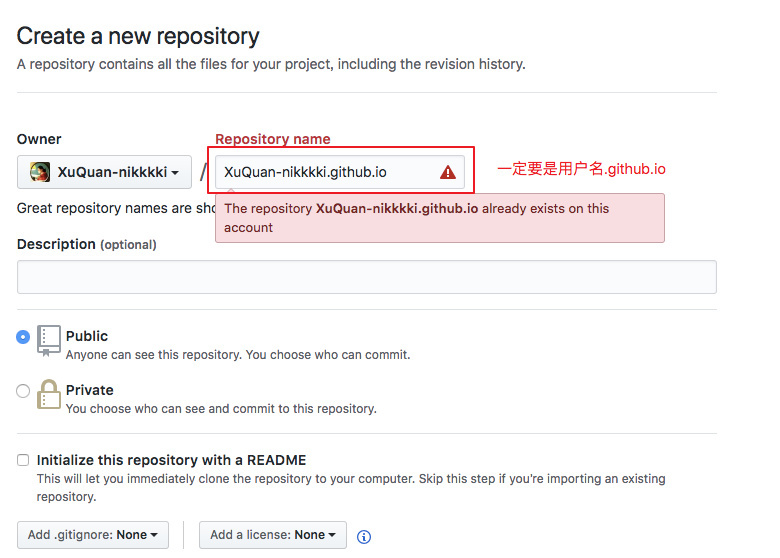 Create a new repository
A repository contains all the files for your project, including the revision history.
Owner
Repository name
XuQuan-nikkkki
/
XuQuan-nikkkki.github.io
一定要是用户名.github.io
Great repository names are sho
The repository XuQuan-nikkkki.github.io already exists on this
account
Description (optional)
Public
Anyone can see this repository. You choose who can commit.
Private
You choose who can see and commit to this repository.
Initialize this repository with a README
This will let you immediately clone the repository to your computer. Skip this step if you're importing an existing
repository.
Add .gitignore: None
Add a license: None